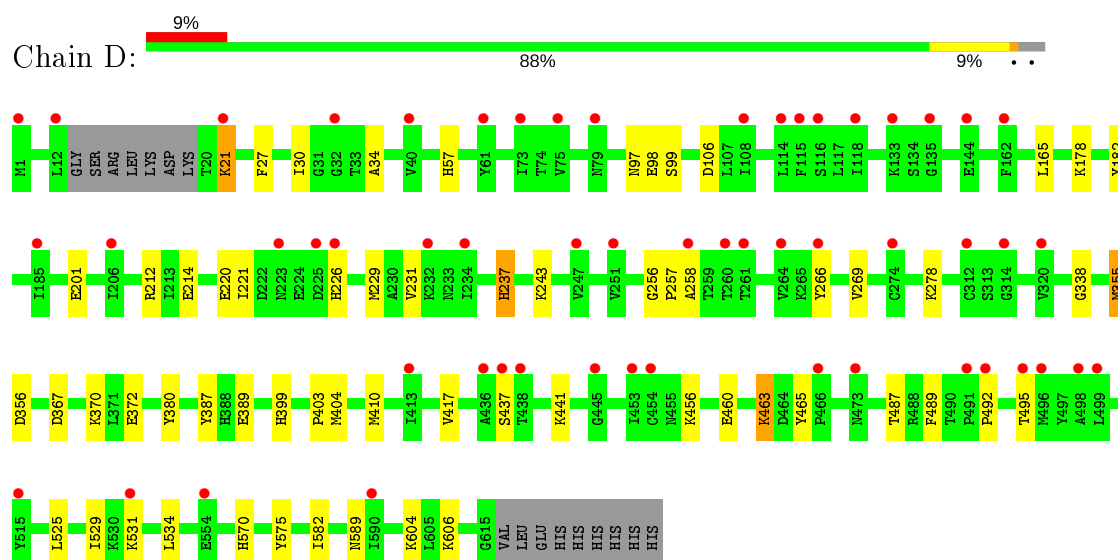 9%
Chain D:
88% 9% • •
M1 L12 GLY SER ARG LEU LYS ASP LYS T20 K21 F27 I30 G31 G32 T33 A34 V40 H57 Y61 I73 T74 V75 N79 N97 E98 S99 D106 L107 I108 L114 F115 S116 L117 I118 K133 S134 G135 E144 F162 L165 K178 Y182
I185 E201 I206 R212 I213 E214 E220 I221 D222 N223 E224 D225 H226 M229 A230 V231 K232 N233 I234 H237 K243 V247 V251 G256 P257 A258 T259 T260 T261 V264 K265 Y266 V269 C274 K278 C312 S313 G314 V320 G338 M355
D356 D367 K370 L371 E372 Y380 Y387 H388 E389 H399 P403 M404 M410 I413 V417 A436 S437 T438 K441 G445 I453 C454 N455 K456 E460 K463 D464 Y465 P466 N473 T487 R488 F489 T490 P491 P492 T495 M496 Y497 A498 L499
Y515 L525 I529 K530 K531 L534 E554 H570 Y575 I582 N589 I590 K604 L605 K606 G615 VAL LEU GLU HIS HIS HIS HIS HIS HIS